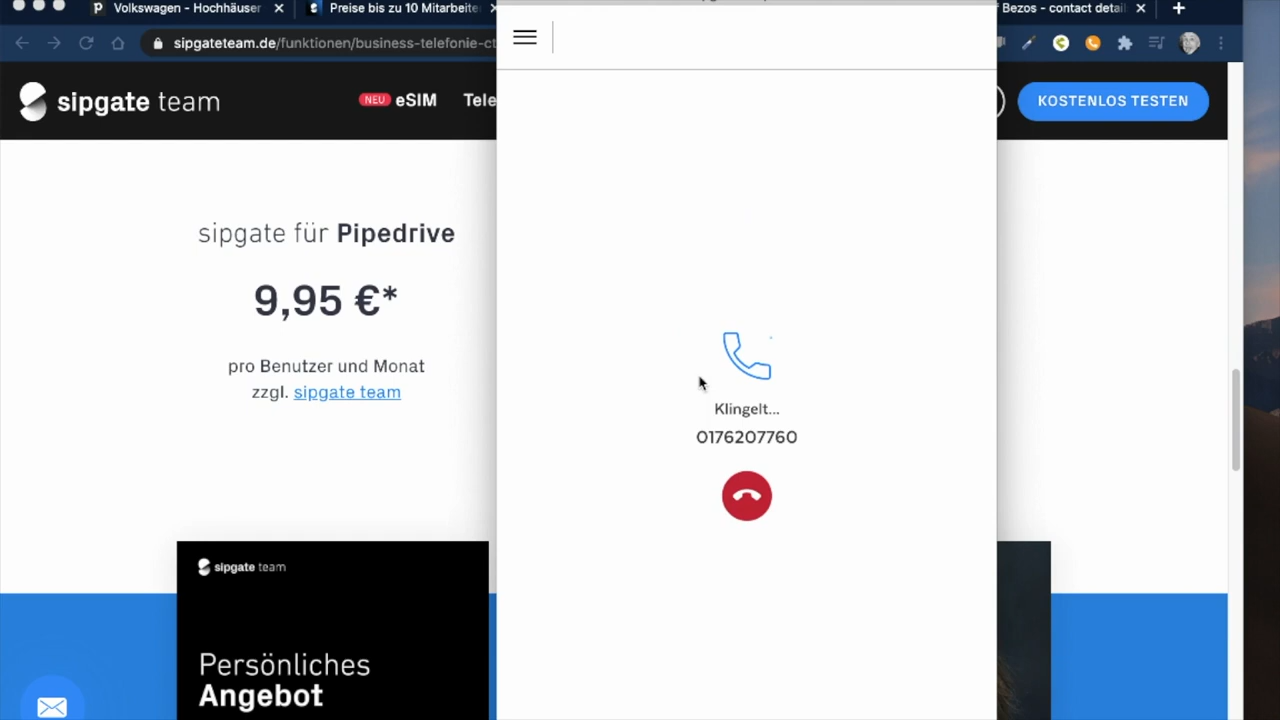 Volkswagen - Hochhäuser
Preise bis zu 10 Mitarbeite
Bezos - contact detail
sipgateteam.de/funktionen/business-telefonie-ct
sipgate team
NEU eSIM
Tele
KOSTENLOS TESTEN
sipgate für Pipedrive
9,95 €*
pro Benutzer und Monat
zzgl. sipgate team
Klingelt...
0176207760
sipgate team
Persönliches
Angebot